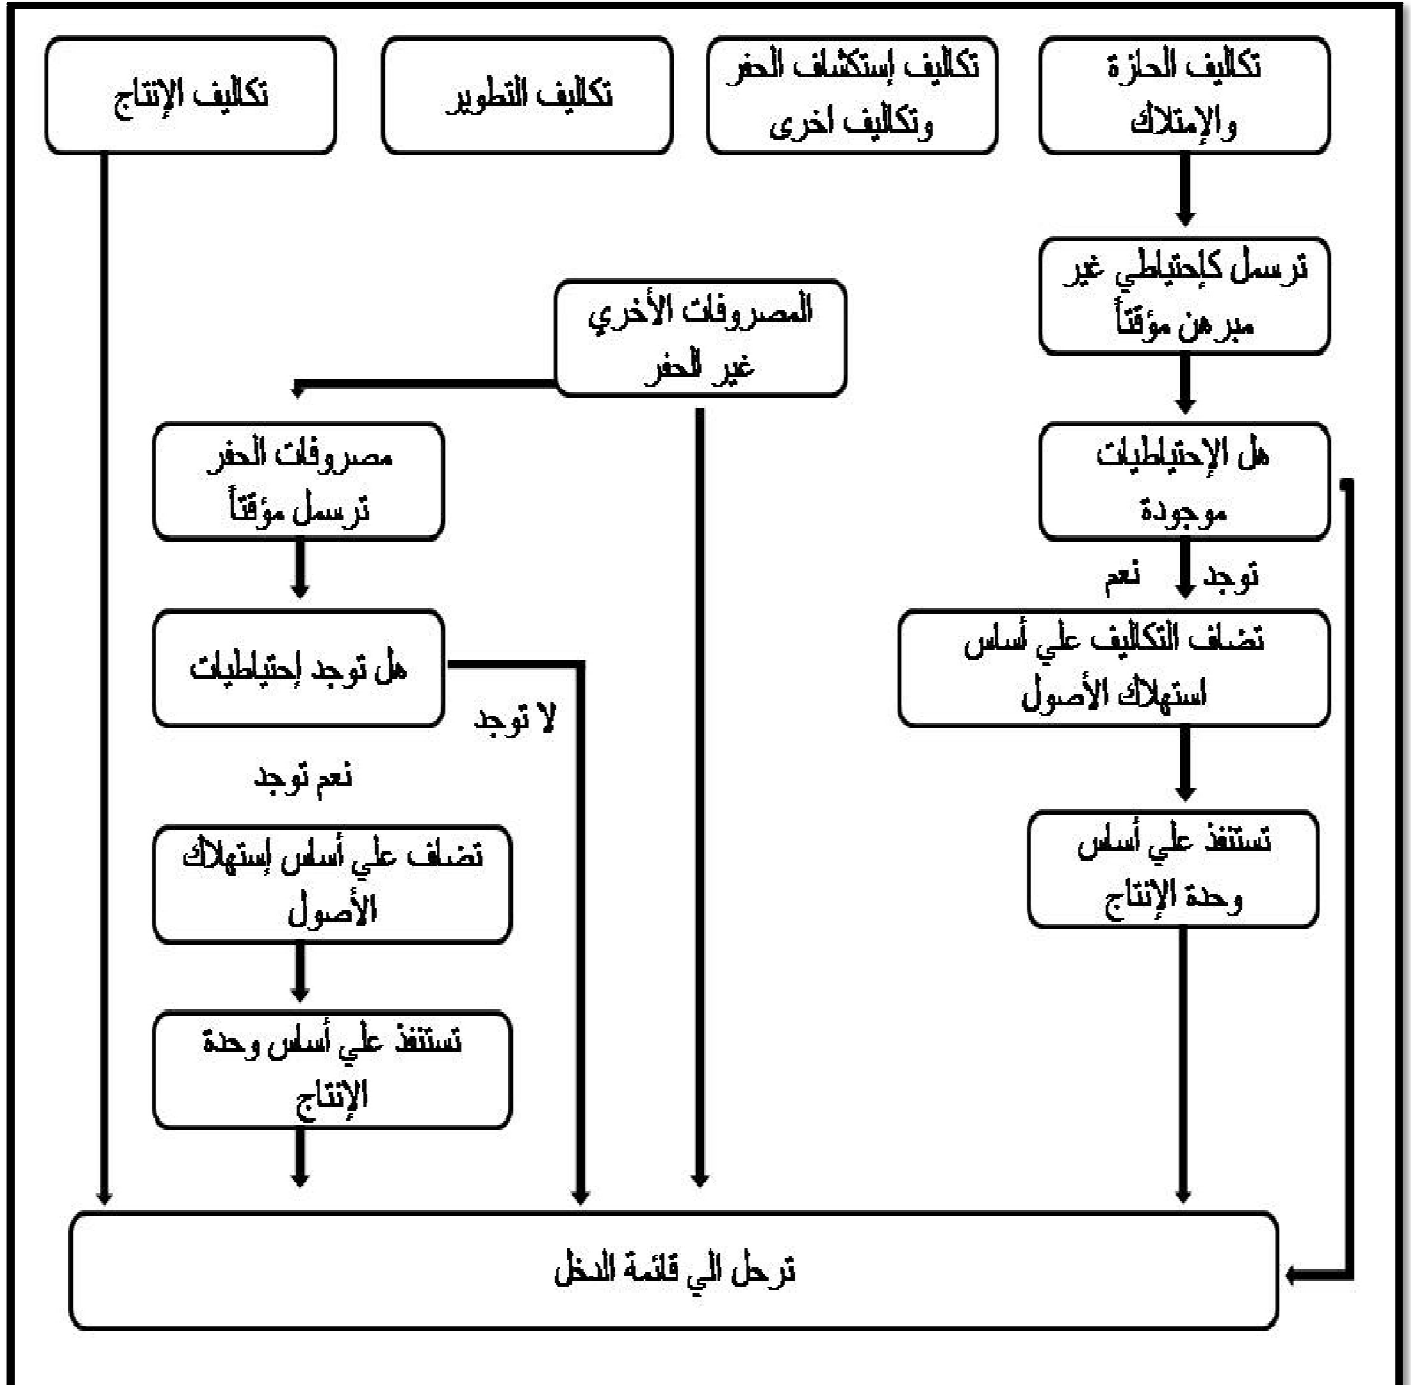 تكاليف الحازة
والإمتلاك
تكاليف إستكشاف الحفر
وتكاليف اخرى
تكاليف التطوير
تكاليف الإنتاج
ترسمل كإحتياطي غير
مبرهن مؤقتاً
المصروفات الأخري
غير الحفر
هل الإحتياطيات
موجودة
مصروفات الحفر
ترسمل مؤقتاً
توجد نعم
تضاف التكاليف علي أساس
استهلاك الأصول
هل توجد إحتياطيات
لا توجد
نعم توجد
تستنفذ علي أساس
وحدة الإنتاج
تضاف علي أساس إستهلاك
الأصول
تستنفذ علي أساس وحدة
الإنتاج
ترحل الي قائمة الدخل